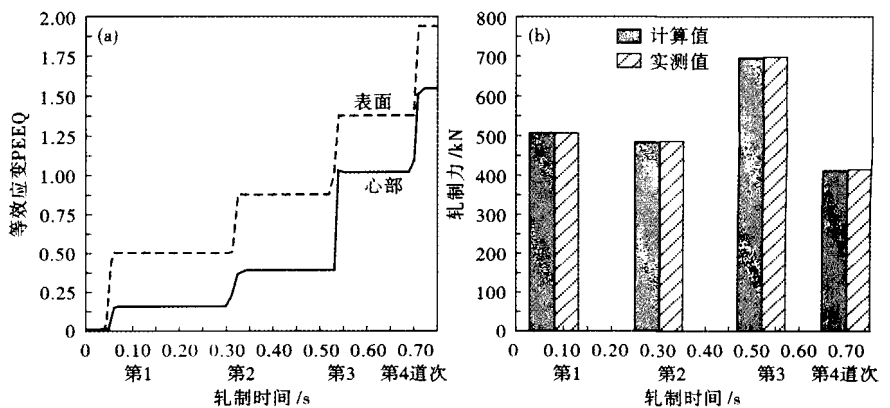 (a)
2.00
1.75
1.50
1.25
1.00
0.75
0.50
0.25
0
等效应变PEEQ
表面
心部
0 0.10 0.20 0.30 0.40 0.50 0.60 0.70
第1 第2 第3 第4道次
轧制时间 /s
(b)
计算值
实测值
800
700
600
500
400
300
200
100
0
轧制力 /kN
0 0.10 0.20 0.30 0.40 0.50 0.60 0.70
第1 第2 第3 第4道次
轧制时间 /s